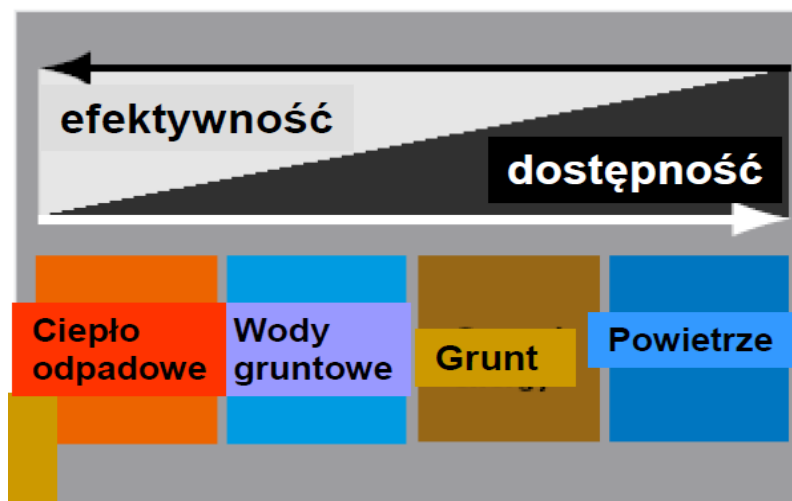 efektywność
dostępność
Ciepło
odpadowe
Wody
gruntowe
Grunt
Powietrze